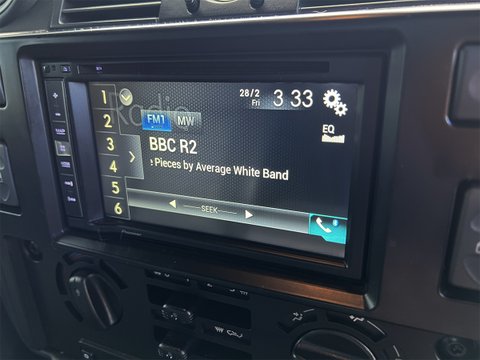 Radio
28/2
Fri
3 33
1
2
3
4
5
6
FM1 MW
EQ
BBC R2
e Pieces by Average White Band
SEEK